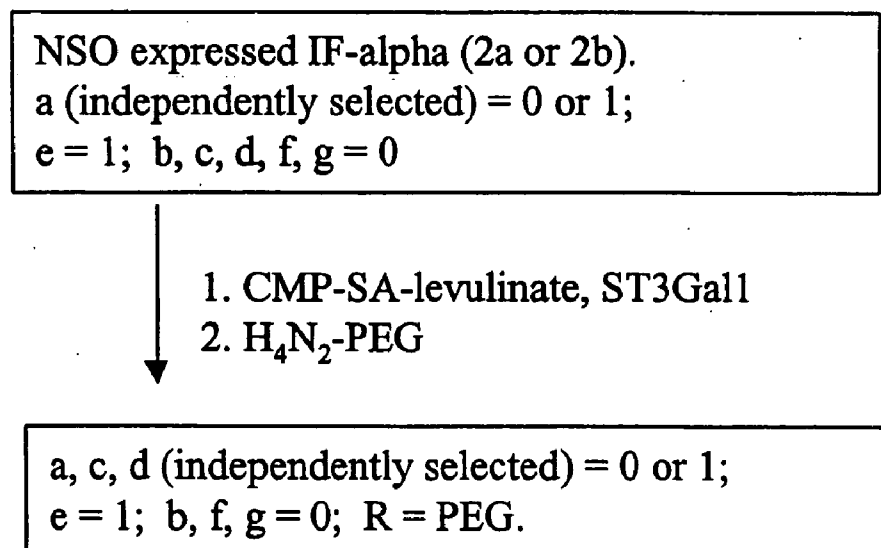 NSO expressed IF-alpha (2a or 2b).
a (independently selected) = 0 or 1;
e = 1; b, c, d, f, g = 0
1. CMP-SA-levulinate, ST3Gal1
2. H₄N₂-PEG
a, c, d (independently selected) = 0 or 1;
e = 1; b, f, g = 0; R = PEG.